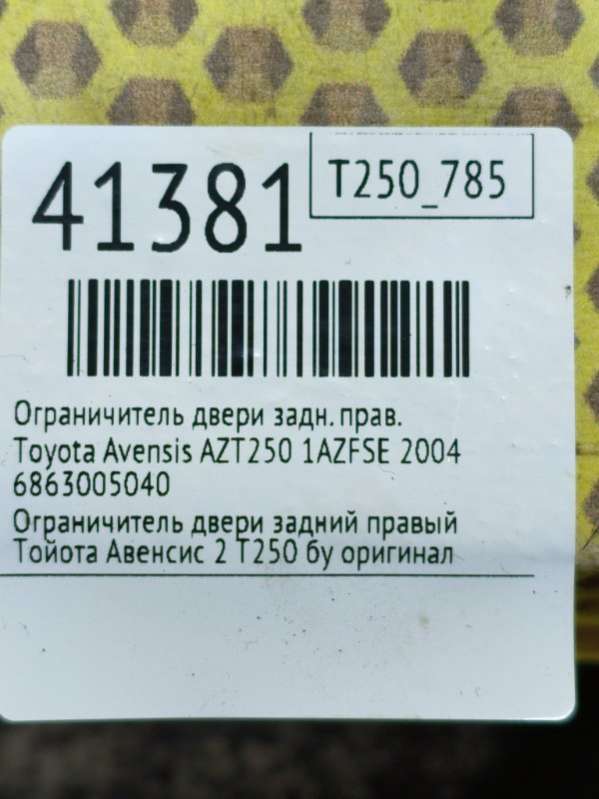 41381
T250_785
Ограничитель двери задн. прав.
Toyota Avensis AZT250 1AZFSE 2004
6863005040
Ограничитель двери задний правый
Тойота Авенсис 2 Т250 бу оригинал